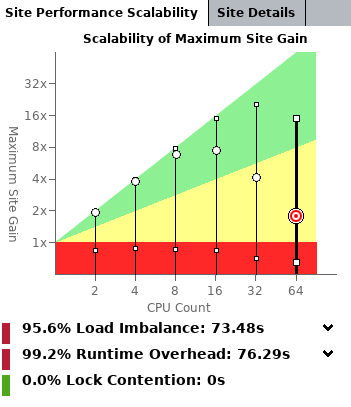 Site Performance Scalability Site Details
Scalability of Maximum Site Gain
Maximum Site Gain
32x
16x
8x
4x
2x
1x
2 4 8 16 32 64
CPU Count
95.6% Load Imbalance: 73.48s
99.2% Runtime Overhead: 76.29s
0.0% Lock Contention: 0s